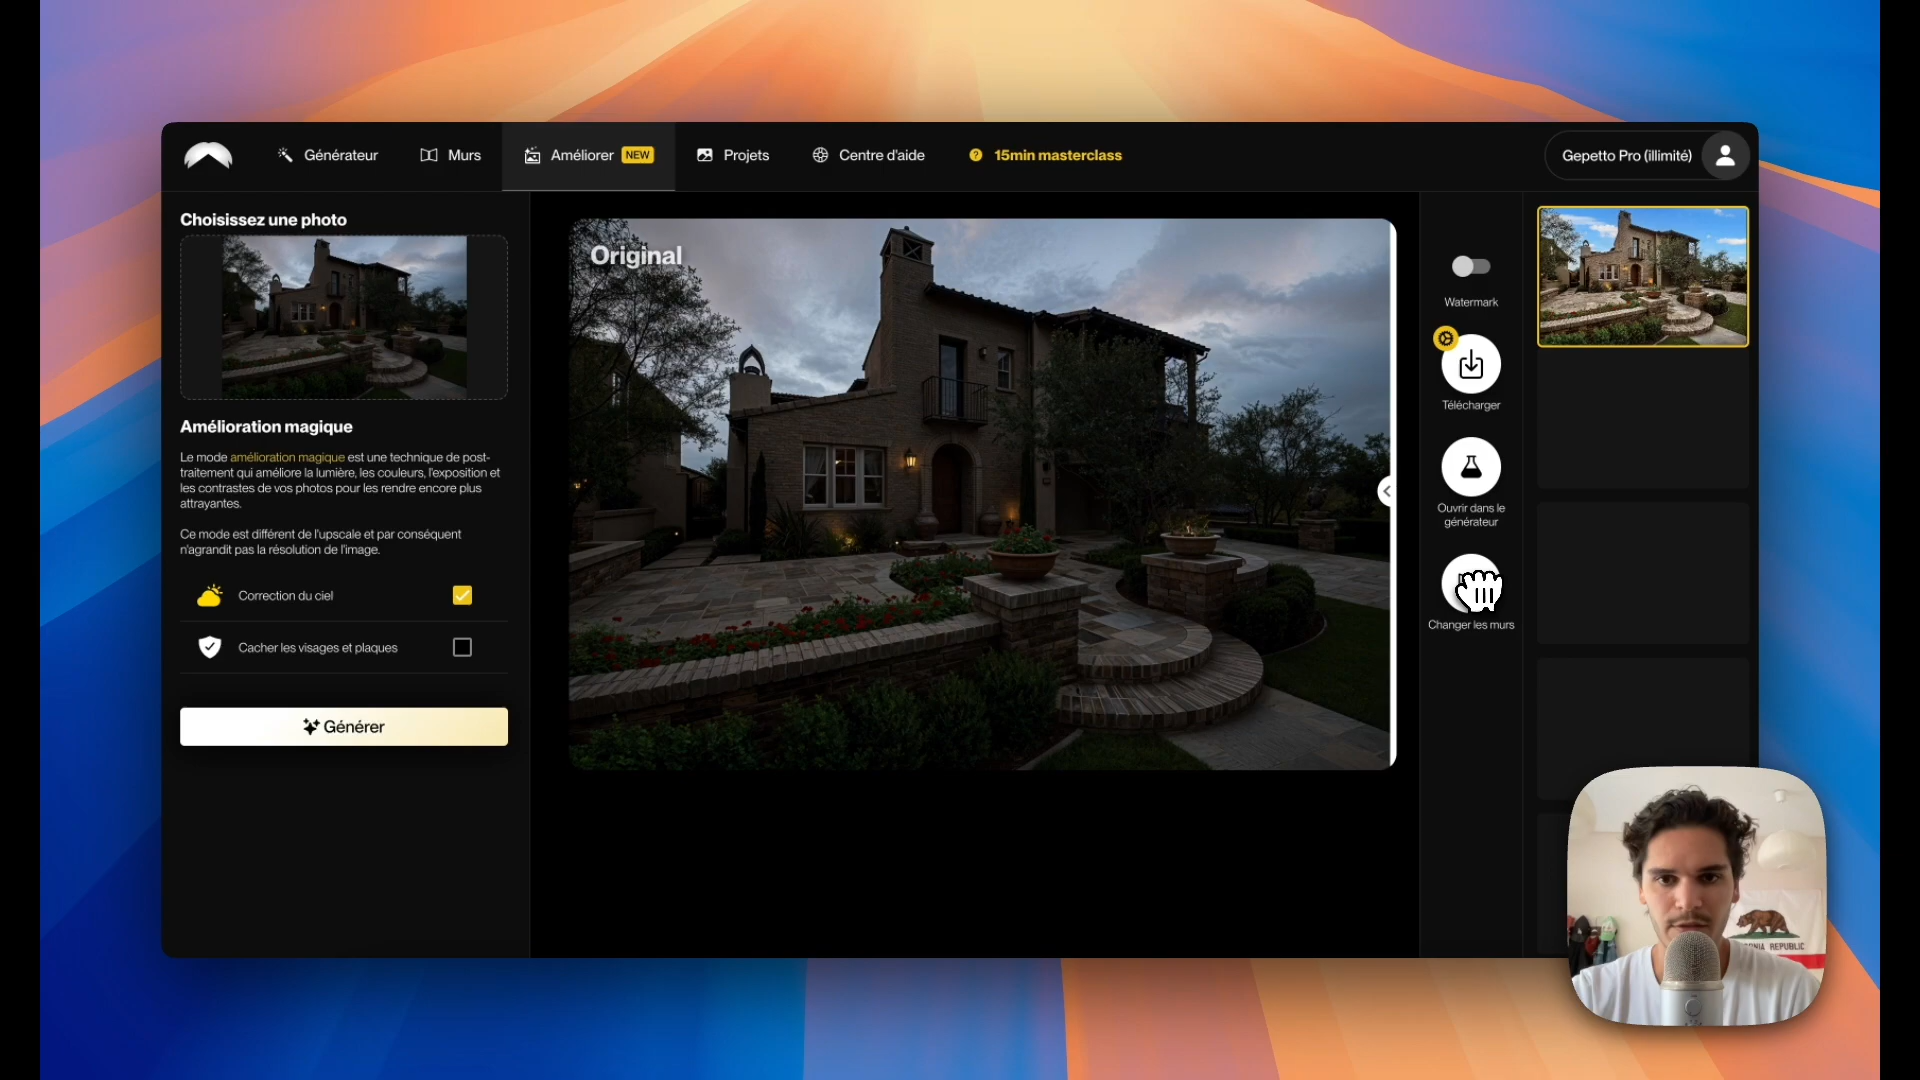 Générateur
Murs
Améliorer NEW
Projets
Centre d'aide
15min masterclass
Gepetto Pro (illimité)
Choisissez une photo
Amélioration magique
Le mode amélioration magique est une technique de post-
traitement qui améliore la lumière, les couleurs, l'exposition et
les contrastes de vos photos pour les rendre encore plus
attrayantes.
Ce mode est différent de l'upscale et par conséquent
n'agrandit pas la résolution de l'image.
Correction du ciel
Cacher les visages et plaques
Générer
Original
Watermark
Télécharger
Ouvrir dans le
générateur
Changer les murs
REPUBLIC